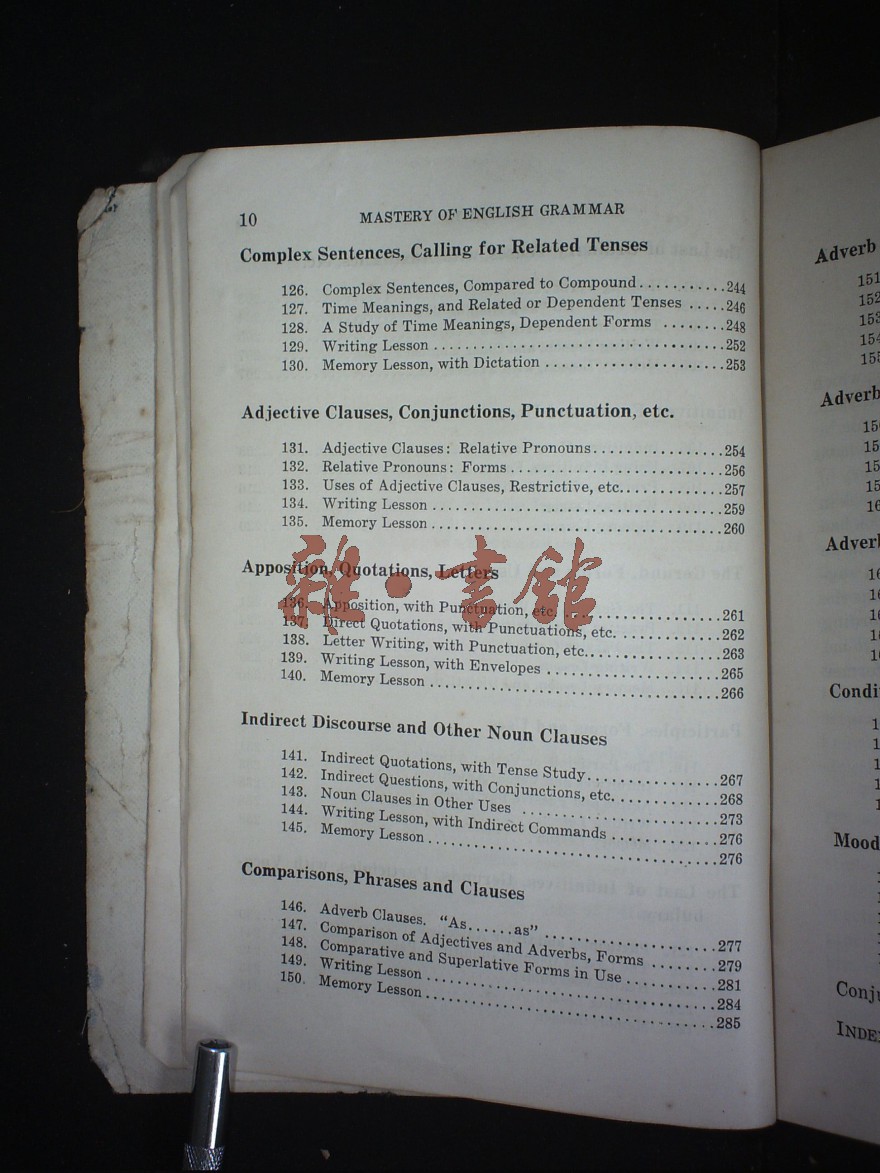 10 MASTERY OF ENGLISH GRAMMAR
Complex Sentences, Calling for Related Tenses
126. Complex Sentences, Compared to Compound...........244
127. Time Meanings, and Related or Dependent Tenses .....246
128. A Study of Time Meanings, Dependent Forms ........248
129. Writing Lesson ....................................252
130. Memory Lesson, with Dictation ......................253
Adjective Clauses, Conjunctions, Punctuation, etc.
131. Adjective Clauses: Relative Pronouns................254
132. Relative Pronouns: Forms ..........................256
133. Uses of Adjective Clauses, Restrictive, etc.............257
134. Writing Lesson ....................................259
135. Memory Lesson ....................................260
雜·書館
Apposition, Quotations, Letters
136. Apposition, with Punctuation, etc. ...................261
137. Direct Quotations, with Punctuations, etc. ............262
138. Letter Writing, with Punctuation, etc.................263
139. Writing Lesson, with Envelopes .....................265
140. Memory Lesson ....................................266
Indirect Discourse and Other Noun Clauses
141. Indirect Quotations, with Tense Study................267
142. Indirect Questions, with Conjunctions, etc.............268
143. Noun Clauses in Other Uses ........................273
144. Writing Lesson, with Indirect Commands .............276
145. Memory Lesson ....................................276
Comparisons, Phrases and Clauses
146. Adverb Clauses. "As......as" .....................277
147. Comparison of Adjectives and Adverbs, Forms ........279
148. Comparative and Superlative Forms in Use ...........281
149. Writing Lesson ....................................284
150. Memory Lesson ....................................285
Adverb
151
152
153
Adverb
Adverb
Condi
Mood
Conj
INDE